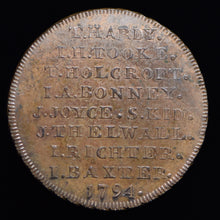 T. HARDY.
I. H. TOOKE.
T. HOLCROFT.
I. A. BONNEY.
J. JOYCE. S. KID.
J. THELWALL.
I. RICHTER.
I. BAXTER.
1794.